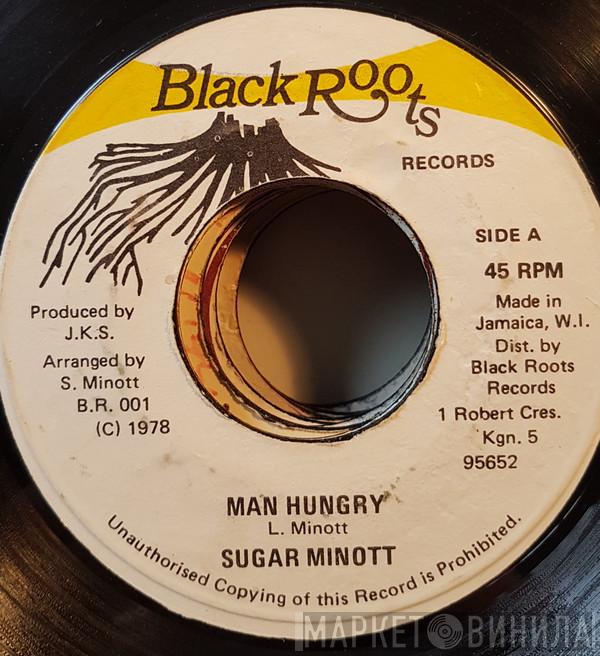 Black Roots
RECORDS
SIDE A
45 RPM
Made in
Jamaica, W.I.
Dist. by
Black Roots
Records
1 Robert Cres.
Kgn. 5
95652
Produced by
J.K.S.
Arranged by
S. Minott
B.R. 001
(C) 1978
MAN HUNGRY
L. Minott
SUGAR MINOTT
Unauthorised Copying of this Record is Prohibited.
МАРКЕТ ВИНИЛА